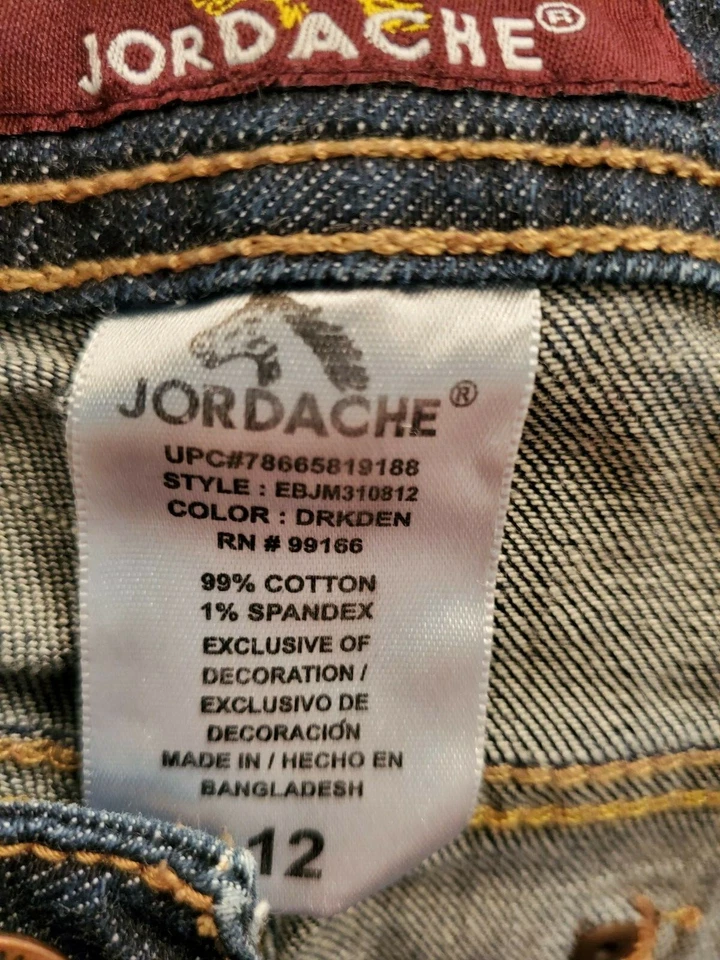 JORDACHE®
JORDACHE®
UPC#78665819188
STYLE : EBJM310812
COLOR : DRKDEN
RN # 99166
99% COTTON
1% SPANDEX
EXCLUSIVE OF
DECORATION /
EXCLUSIVO DE
DECORACIÓN
MADE IN / HECHO EN
BANGLADESH
12